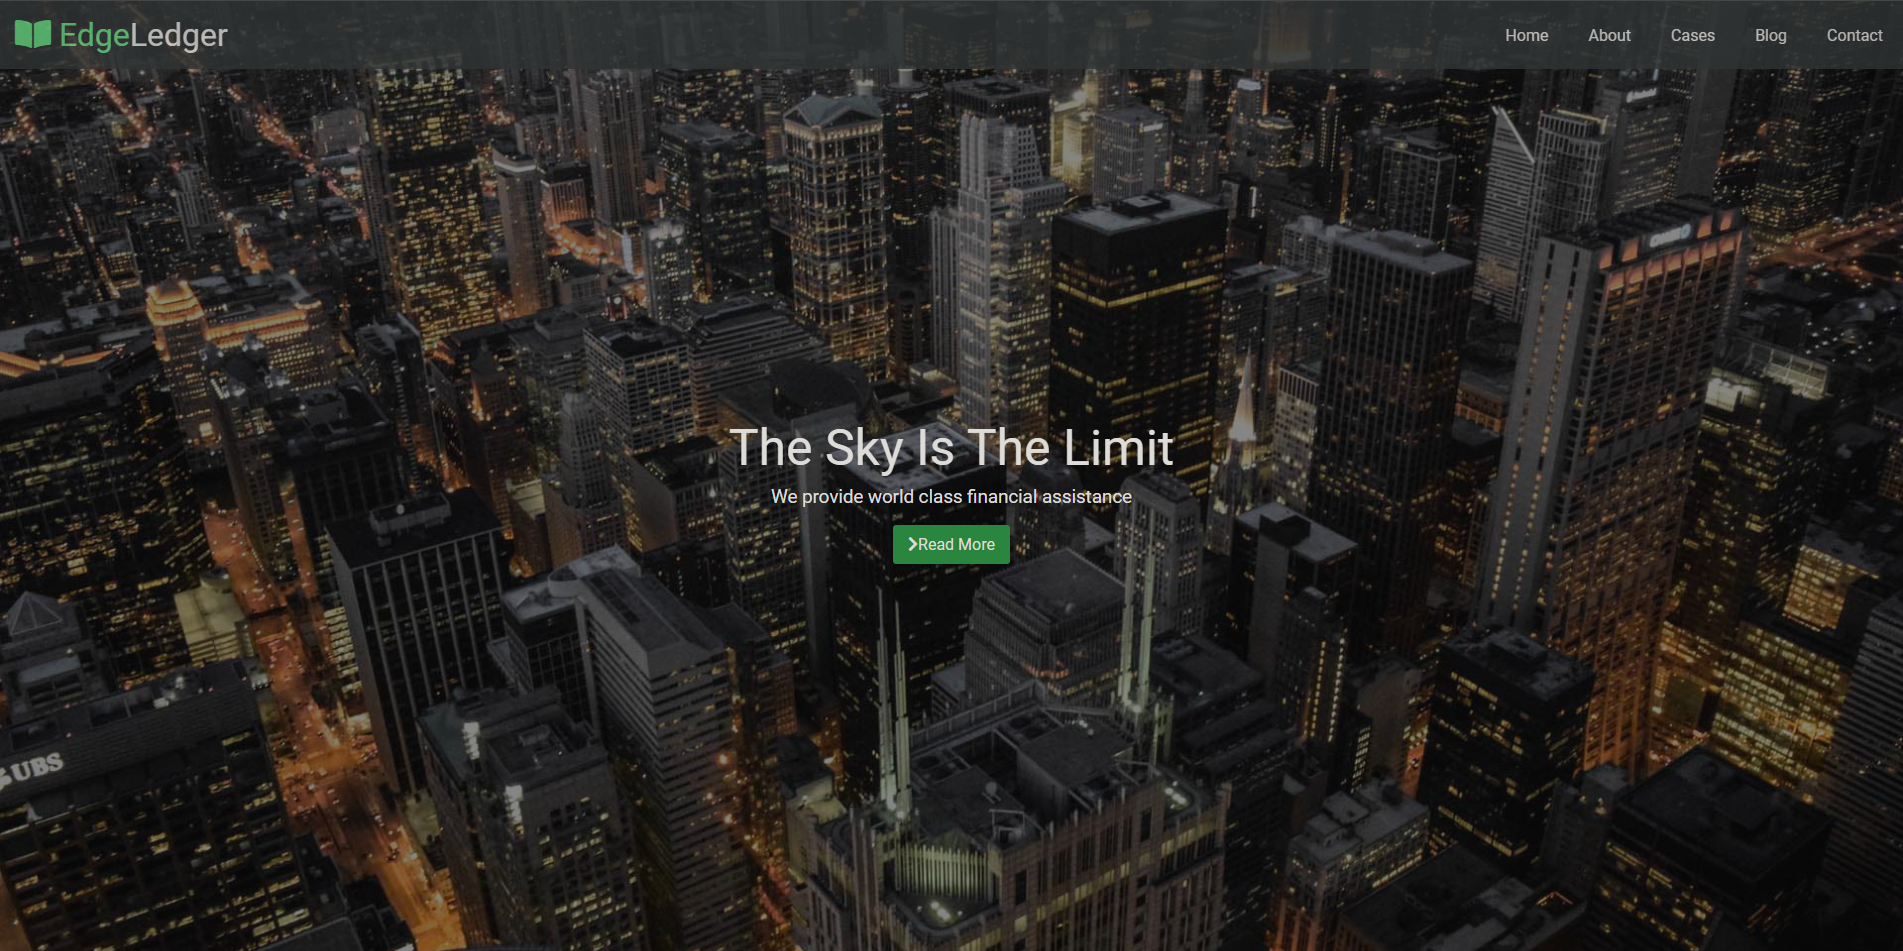 EdgeLedger
Home
About
Cases
Blog
Contact
The Sky Is The Limit
We provide world class financial assistance
Read More
UBS